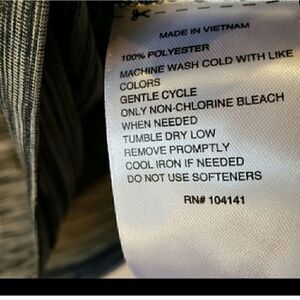 MADE IN VIETNAM
100% POLYESTER
MACHINE WASH COLD WITH LIKE
COLORS
GENTLE CYCLE
ONLY NON-CHLORINE BLEACH
WHEN NEEDED
TUMBLE DRY LOW
REMOVE PROMPTLY
COOL IRON IF NEEDED
DO NOT USE SOFTENERS
RN# 104141